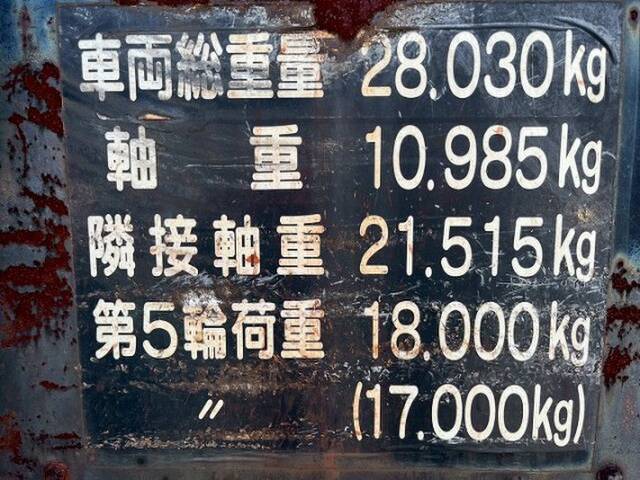 車両総重量 28.030kg
軸重 10.985kg
隣接軸重 21.515kg
第5輪荷重 18.000kg
〃 (17.000kg)